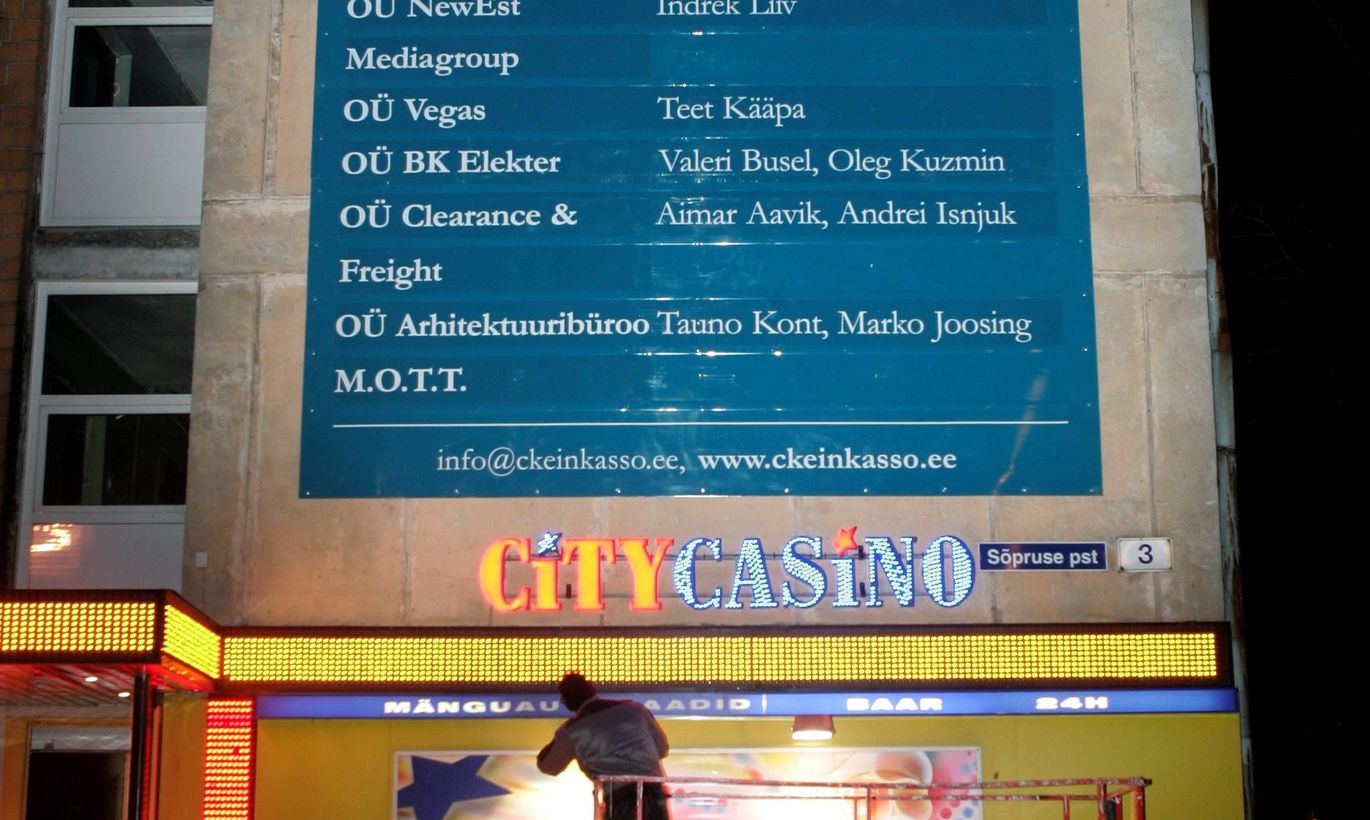 OÜ NewEst Indrek Liiv
Mediagroup
OÜ Vegas Teet Kääpa
OÜ BK Elekter Valeri Busel, Oleg Kuzmin
OÜ Clearance & Aimar Aavik, Andrei Isnjuk
Freight
OÜ Arhitektuuribüroo Tauno Kont, Marko Joosing
M.O.T.T.
info@ckeinkasso.ee, www.ckeinkasso.ee
CiTYCASiNO
Sõpruse pst 3
BAAR 24H